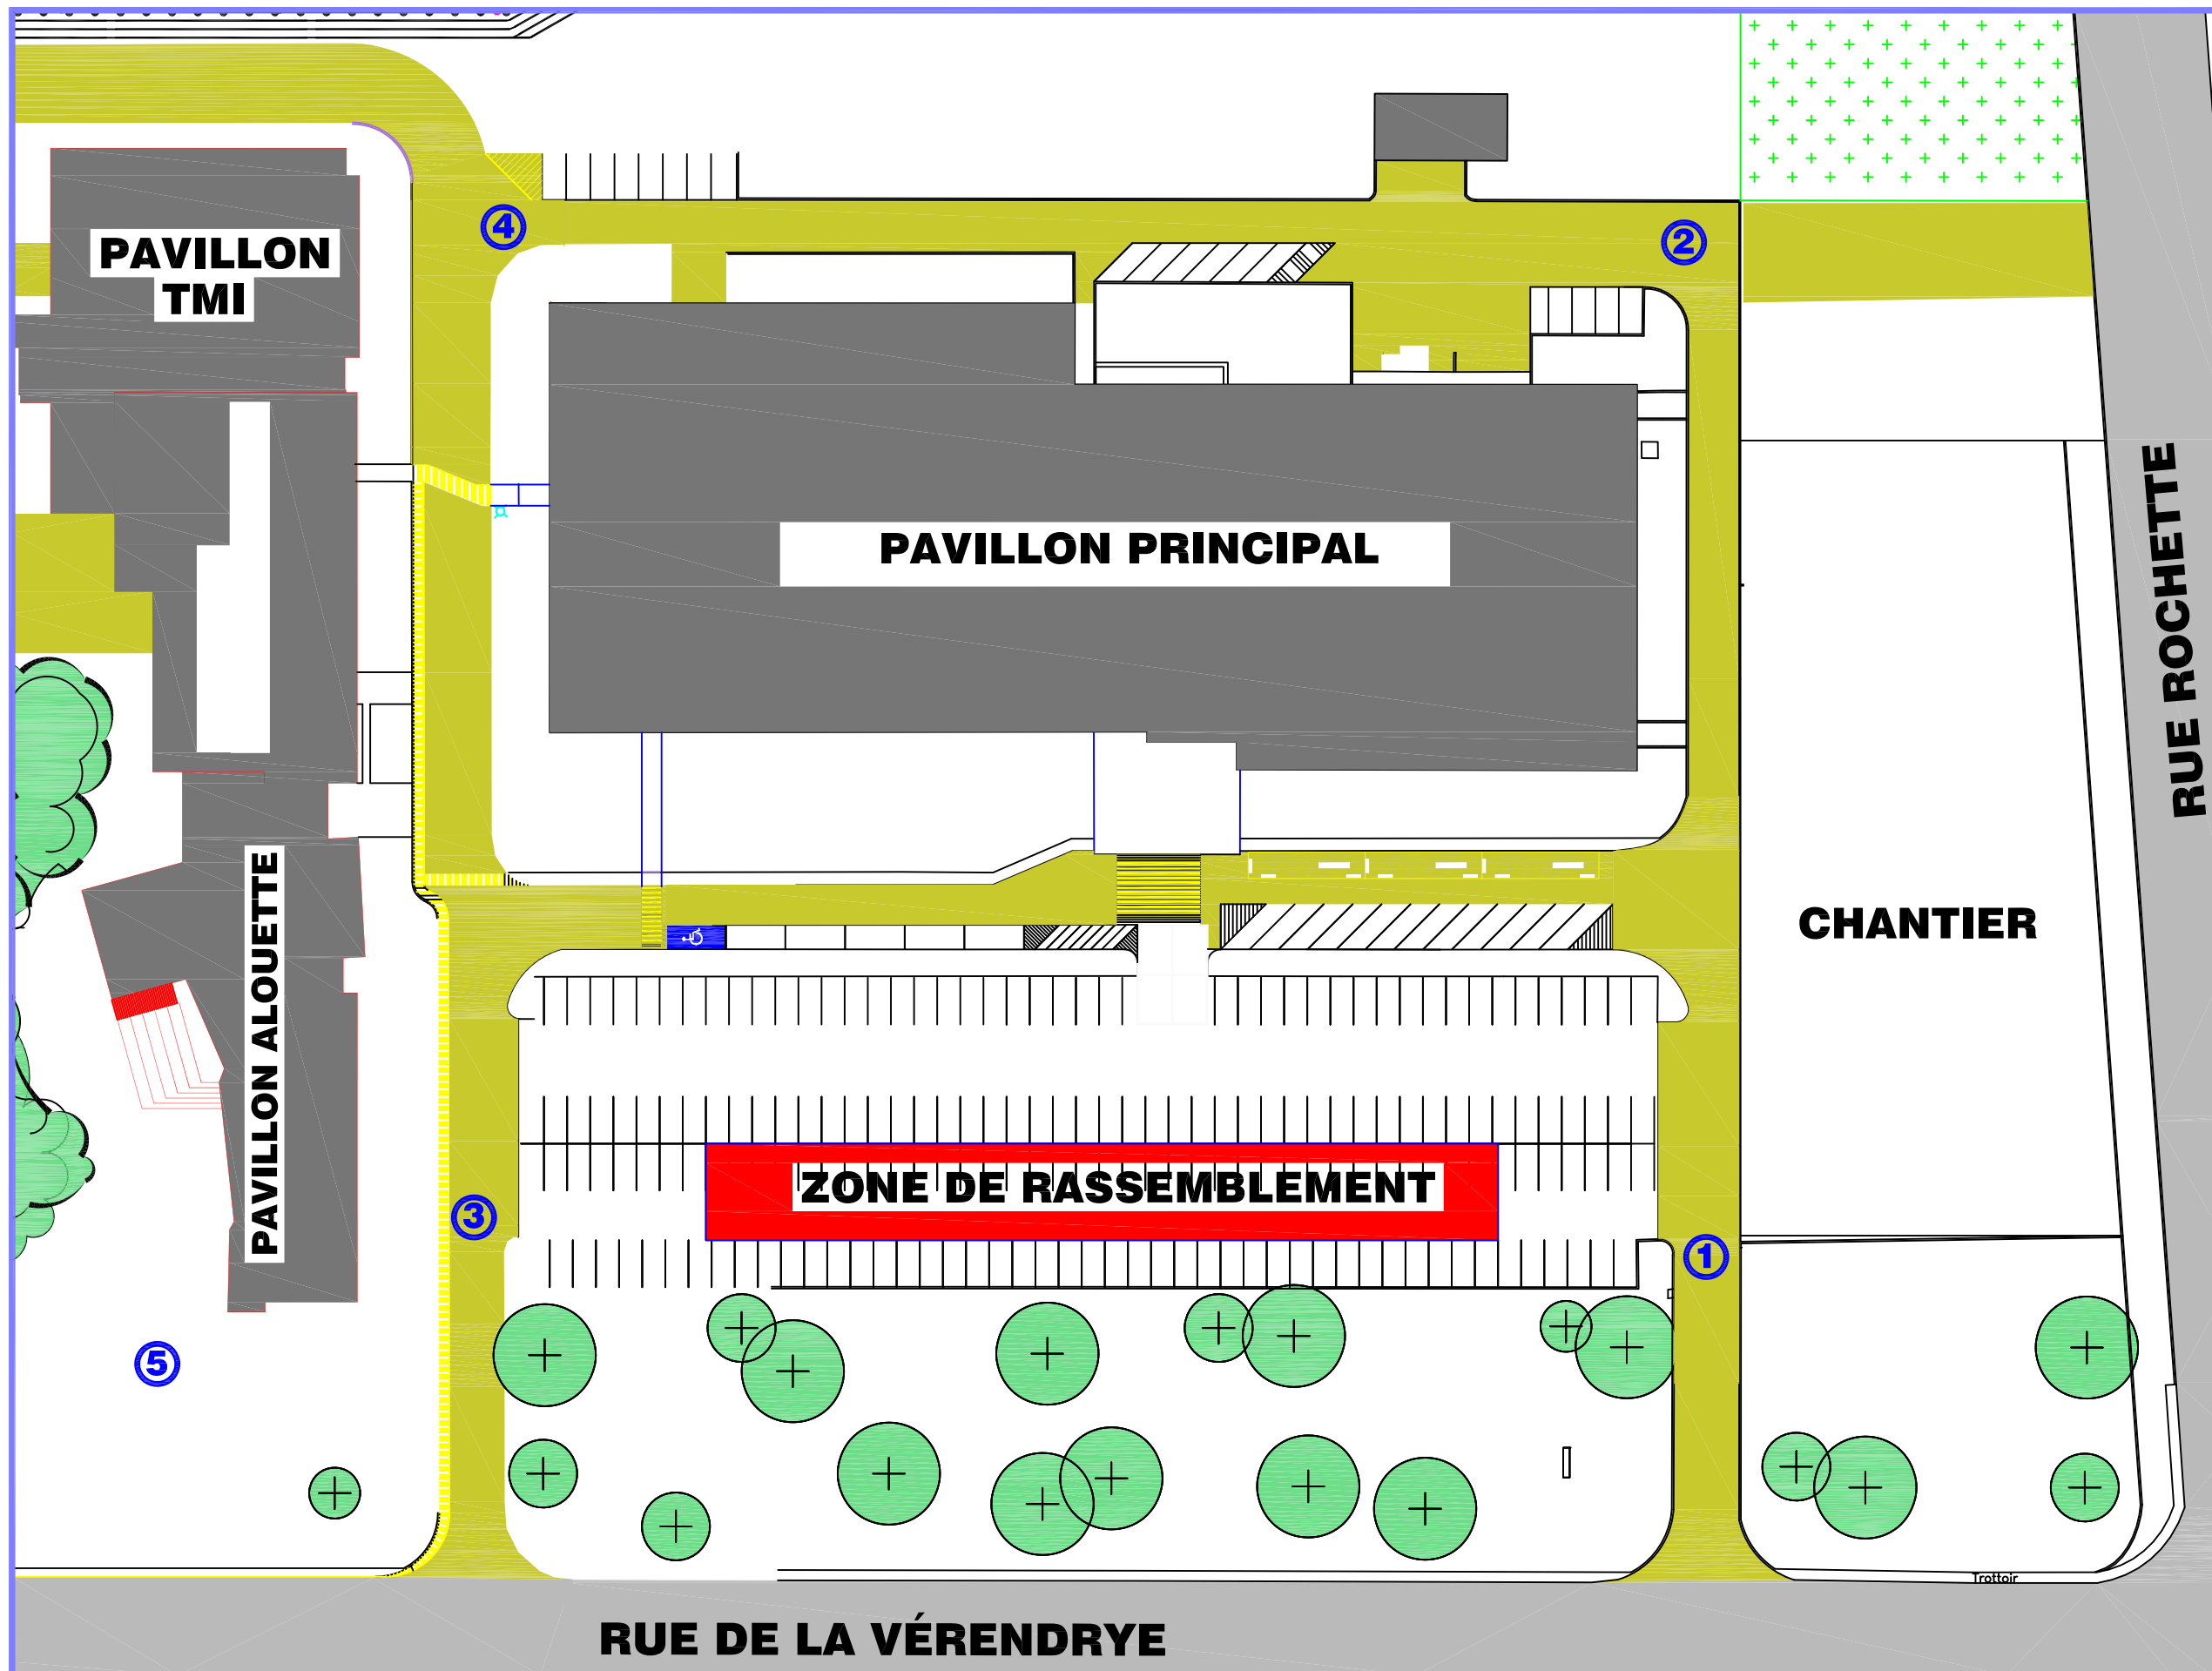 PAVILLON
TMI
4
2
PAVILLON PRINCIPAL
RUE ROCHETTE
PAVILLON ALOUETTE
CHANTIER
ZONE DE RASSEMBLEMENT
3
1
5
Trottoir
RUE DE LA VÉRENDRYE